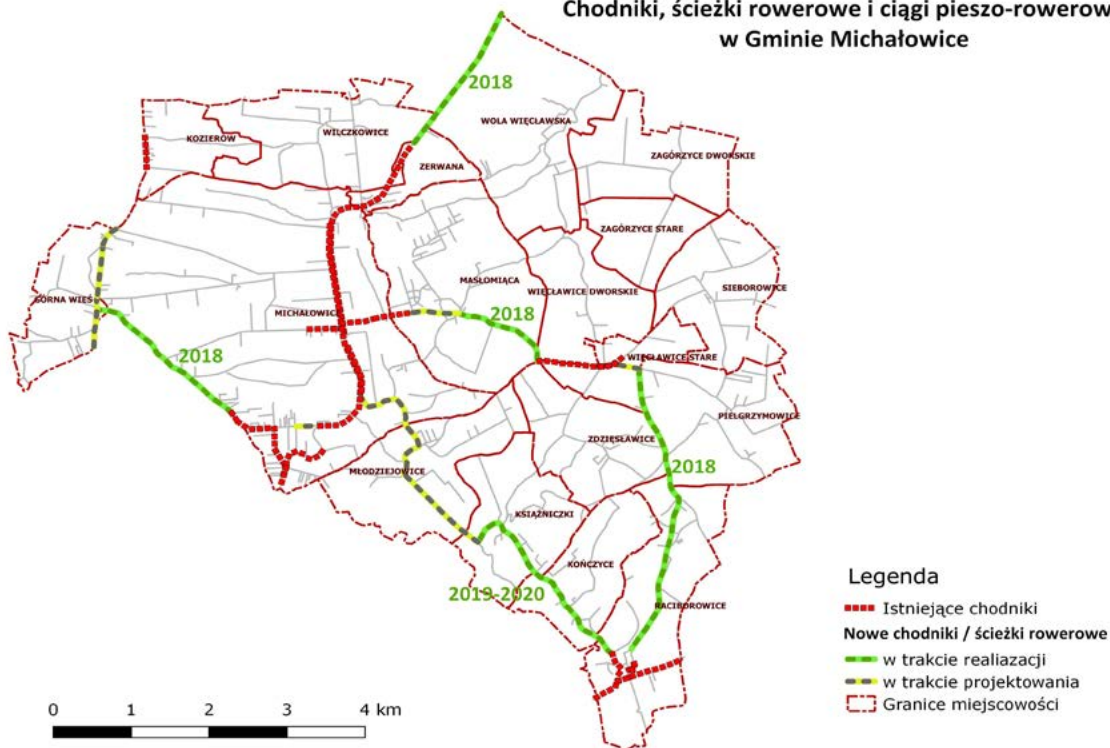 Chodniki, ścieżki rowerowe i ciągi pieszo-rowerow
w Gminie Michałowice
2018
WOLA WIĘCŁAWSKA
KOZIERÓW
WILCZKOWICE
ZERWANA
ZAGÓRZYCE DWORSKIE
ZAGÓRZYCE STARE
MASŁOMIĄCA
WIĘCŁAWICE DWORSKIE
SIEBOROWICE
GÓRNA WIEŚ
MICHAŁOWICE
2018
2018
WIĘCŁAWICE STARE
PIELGRZYMOWICE
ZDZIĘSŁAWICE
MŁODZIEJOWICE
2018
KSIĄŻNICZKI
KOŃCZYCE
2019-2020
RACIBOROWICE
Legenda
Istniejące chodniki
Nowe chodniki / ścieżki rowerowe
w trakcie realiazacji
w trakcie projektowania
Granice miejscowości
0 1 2 3 4 km